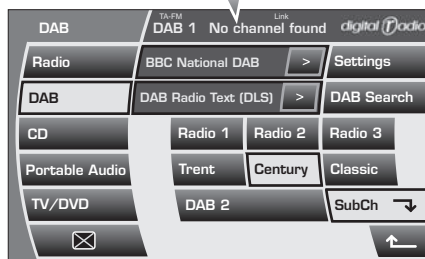 TA-FM Link
DAB DAB 1 No channel found digital radio
Radio BBC National DAB > Settings
DAB DAB Radio Text (DLS) > DAB Search
CD Radio 1 Radio 2 Radio 3
Portable Audio Trent Century Classic
TV/DVD DAB 2 SubCh